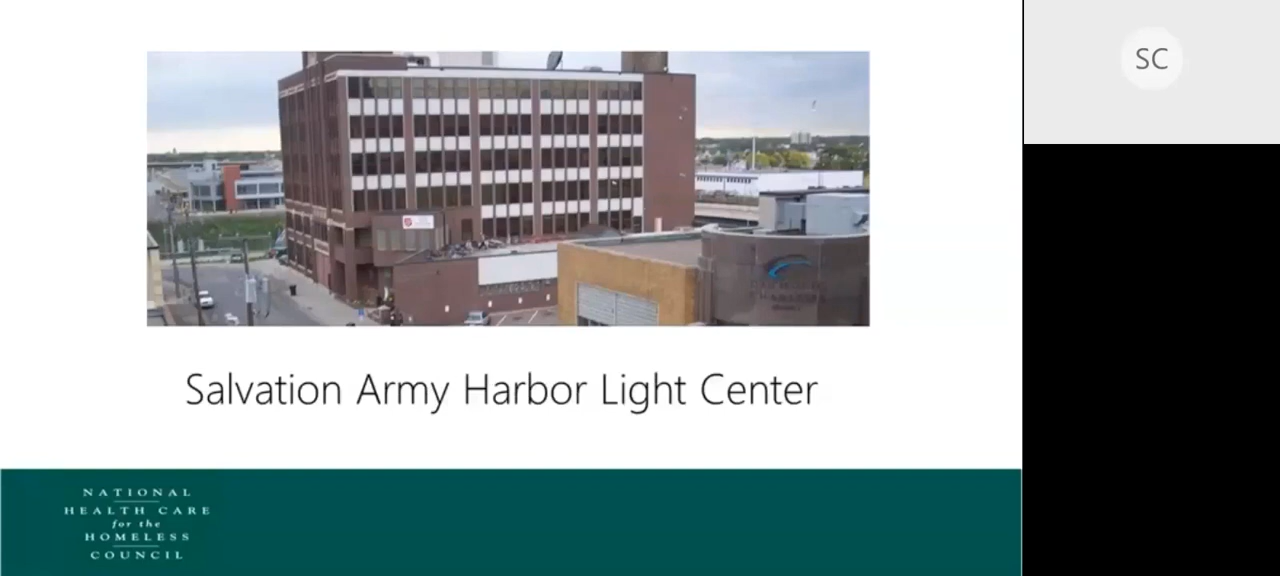 SC
Salvation Army Harbor Light Center
NATIONAL
HEALTH CARE
for the
HOMELESS
COUNCIL